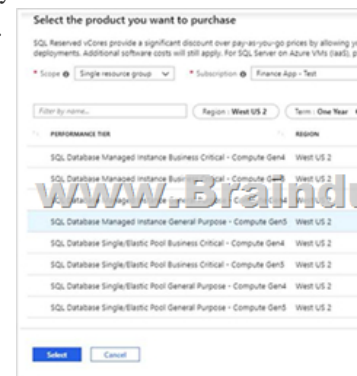 Select the product you want to purchase
SQL Reserved vCores provide a significant discount over pay-as-you-go prices by allowing
deployments. Additional software costs will still apply. For SQL Server on Azure VMs (IaaS), p
* Scope Single resource group * Subscription Finance App - Test
Filter by name... Region : West US 2 Term : One Year
PERFORMANCE TIER REGION
SQL Database Managed Instance Business Critical - Compute Gen4 West US 2
SQL Database Managed Instance Business Critical - Compute West US 2
www.Braindu
SQL Database Managed Instance General Purpose - Compute Gen5 West US 2
SQL Database Single/Elastic Pool Business Critical - Compute Gen4 West US 2
SQL Database Single/Elastic Pool Business Critical - Compute Gen5 West US 2
SQL Database Single/Elastic Pool General Purpose - Compute Gen4 West US 2
SQL Database Single/Elastic Pool General Purpose - Compute Gen5 West US 2
Select Cancel